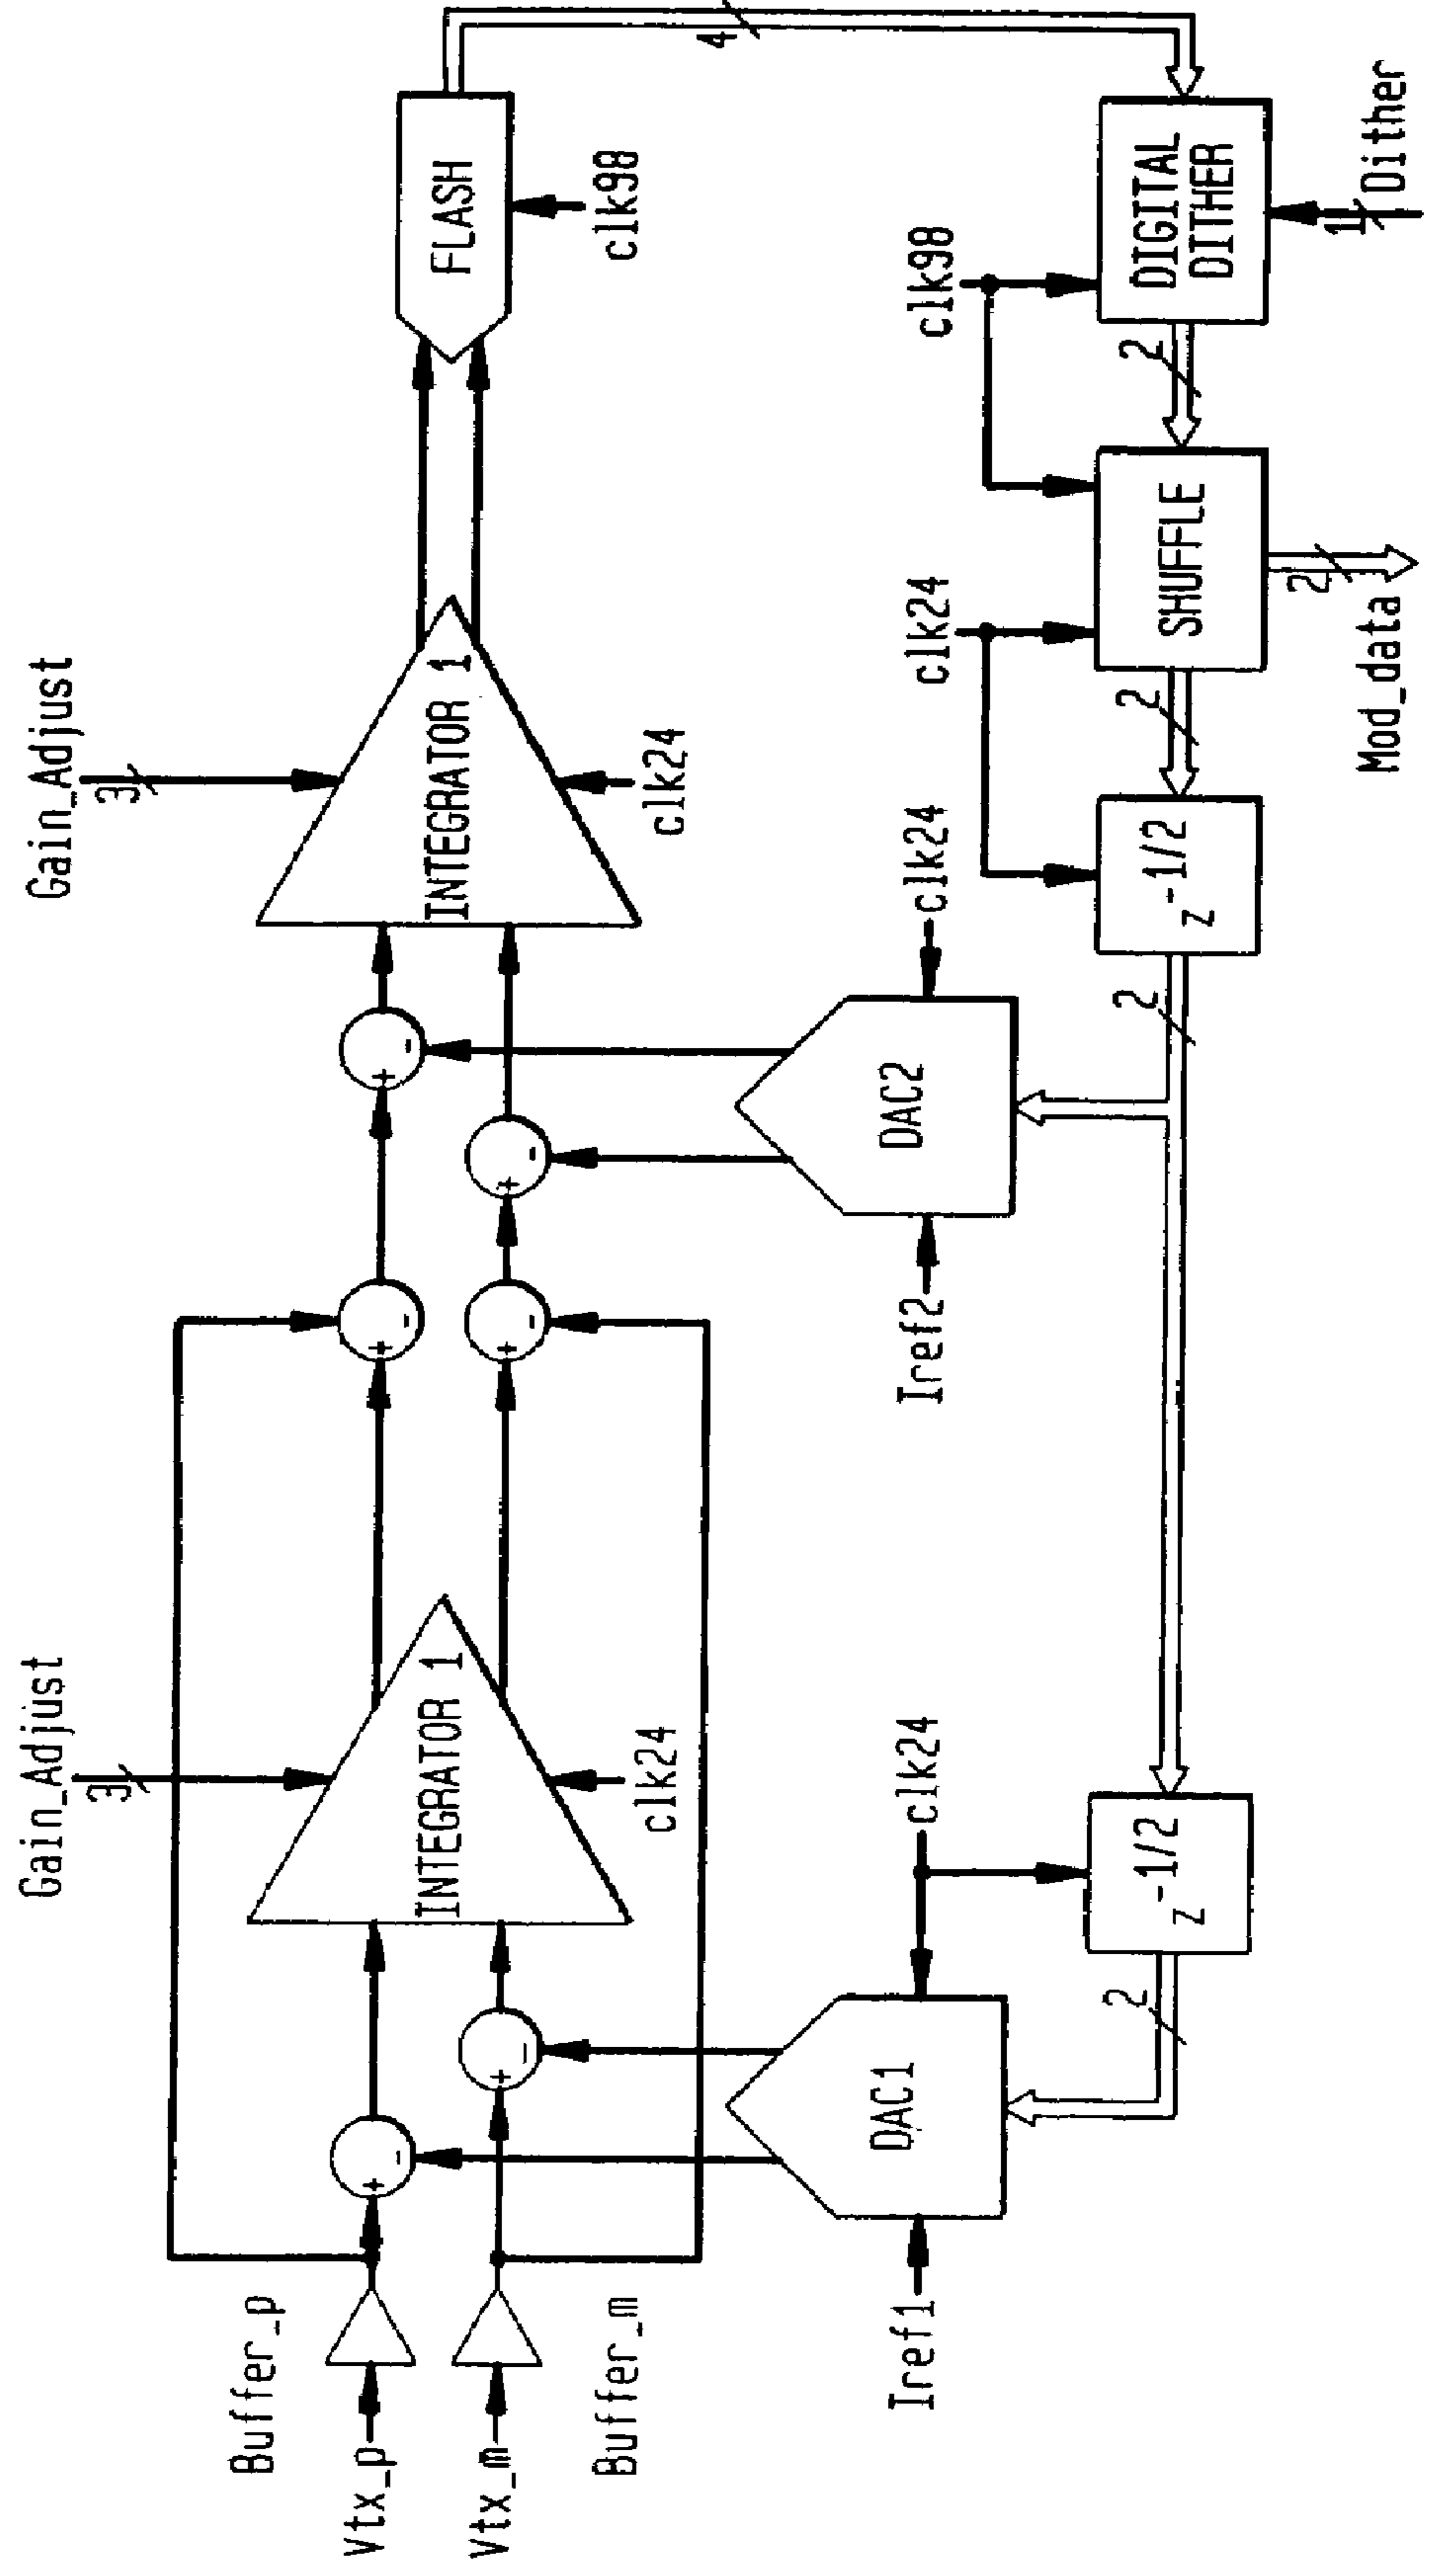 Gain_Adjust
3
Gain_Adjust
3
Buffer_p
Vtx_p
Vtx_m
Buffer_m
+
-
+
-
INTEGRATOR 1
clk24
+
-
+
-
+
-
+
-
INTEGRATOR 1
clk24
FLASH
clk98
4
Iref1
DAC1
clk24
Iref2
DAC2
clk24
clk24
clk98
z-1/2
2
2
z-1/2
2
SHUFFLE
2
DIGITAL
DITHER
2
Mod_data
1
Dither